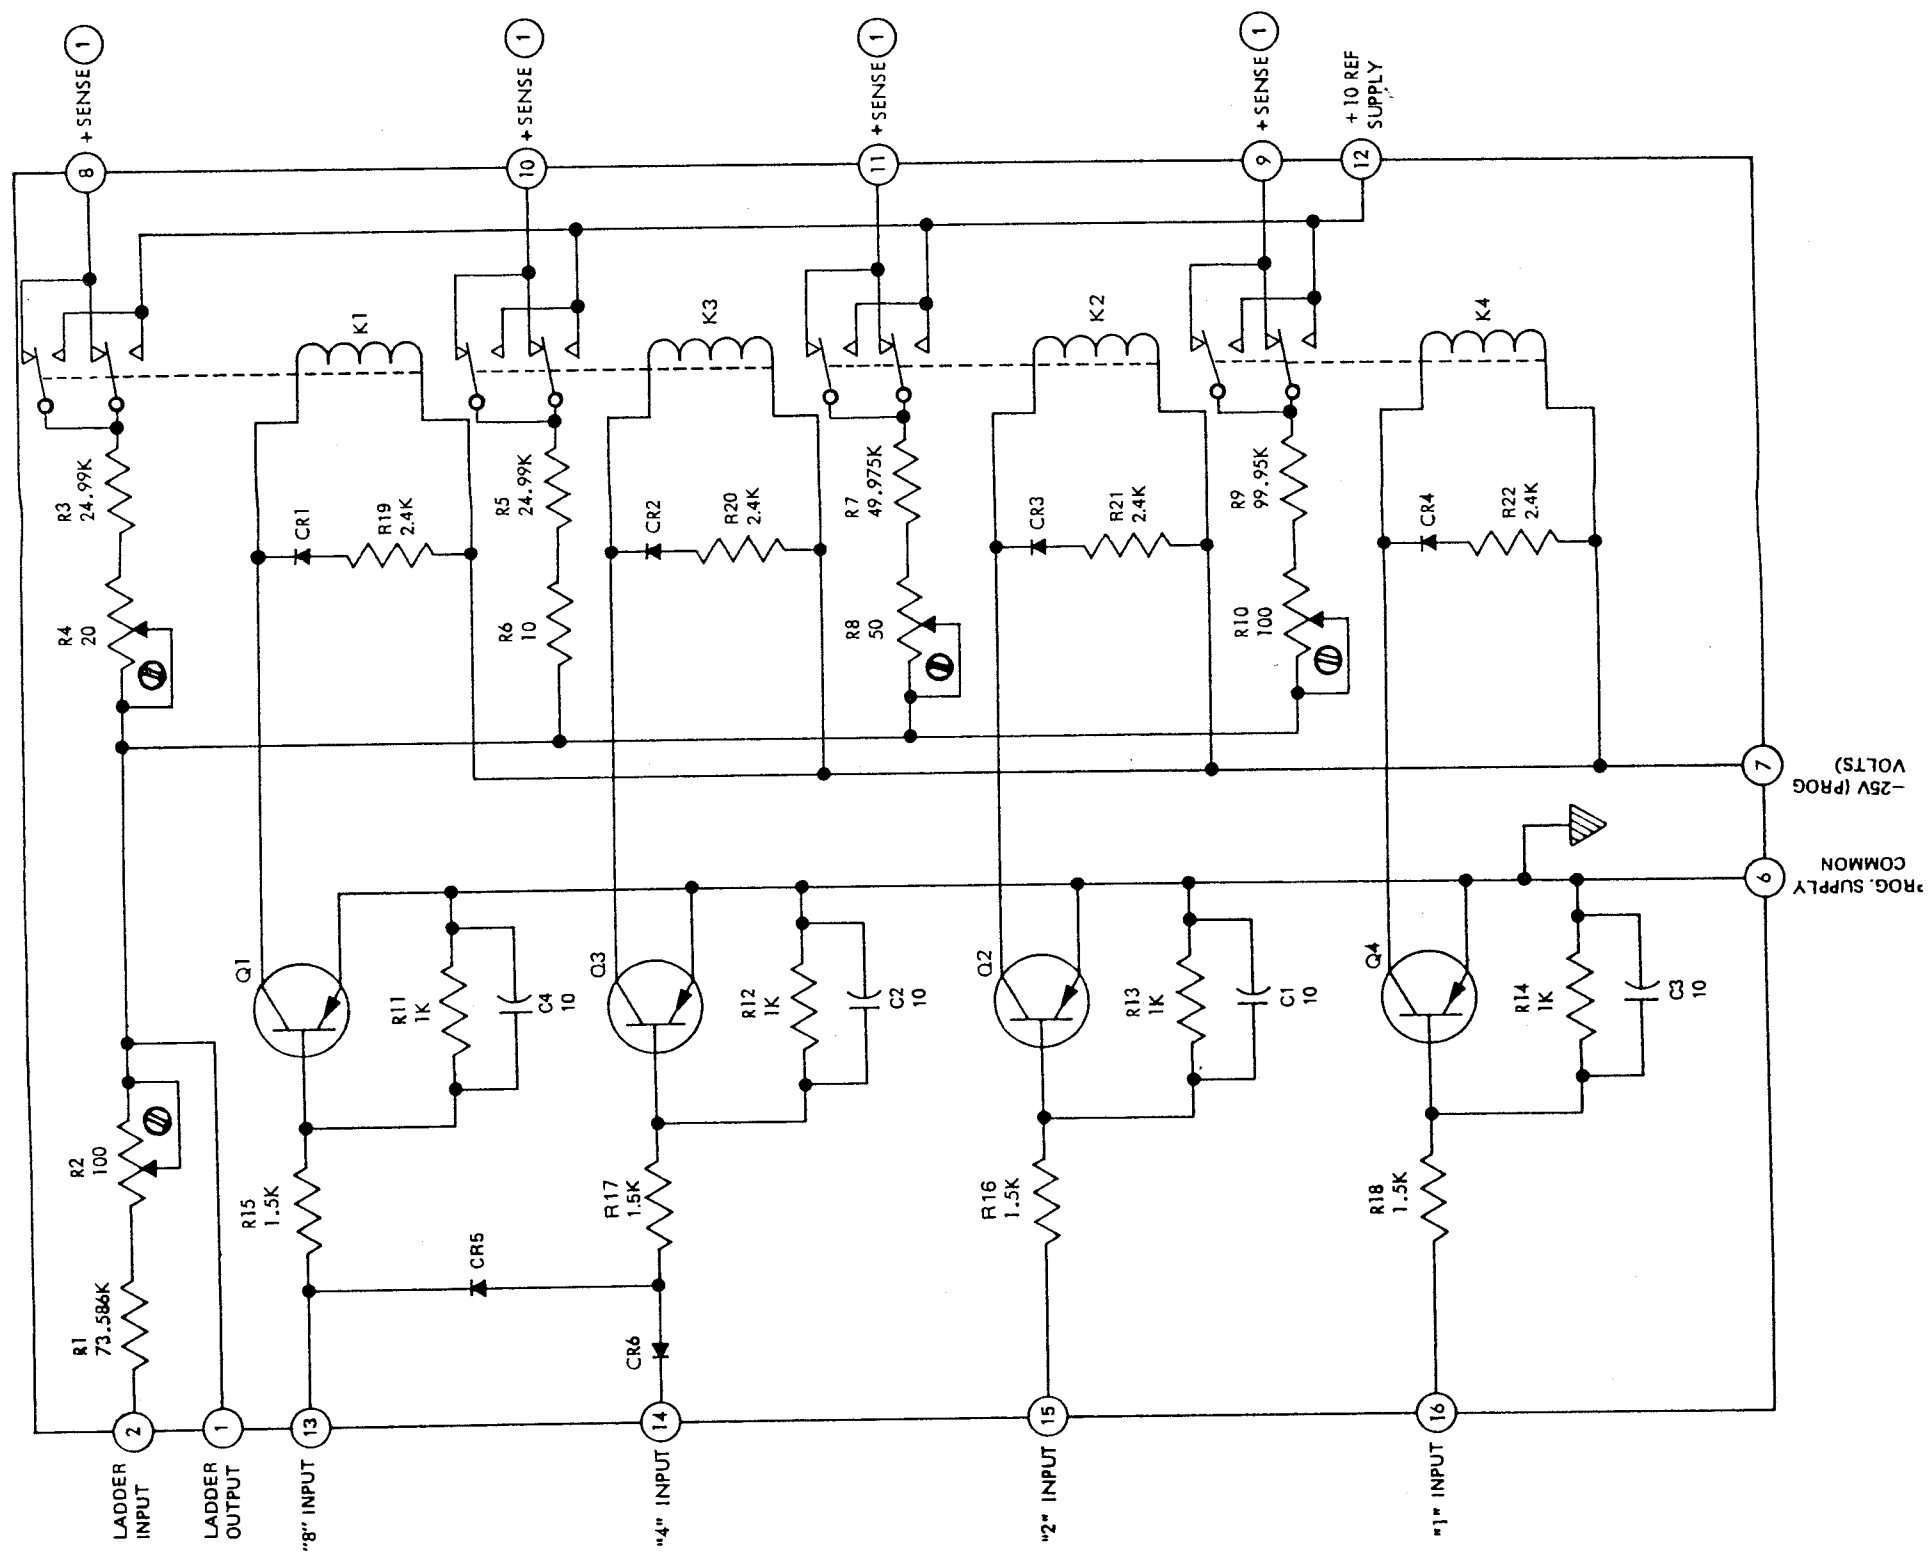 LADDER
INPUT
2
R1
73.586K
R2
100
R4
20
R3
24.99K
8
+ SENSE
1
LADDER
OUTPUT
1
"8" INPUT
13
R15
1.5K
Q1
R11
1K
C4
10
CR1
R19
2.4K
K1
CR5
R6
10
R5
24.99K
10
+ SENSE
1
"4" INPUT
14
CR6
R17
1.5K
Q3
R12
1K
C2
10
CR2
R20
2.4K
K3
R8
50
R7
49.975K
11
+ SENSE
1
"2" INPUT
15
R16
1.5K
Q2
R13
1K
C1
10
CR3
R21
2.4K
K2
R10
100
R9
99.95K
9
+ SENSE
1
12
+ 10 REF
SUPPLY
"1" INPUT
16
R18
1.5K
Q4
R14
1K
C3
10
CR4
R22
2.4K
K4
6
PROG. SUPPLY
COMMON
7
-25V (PROG
VOLTS)